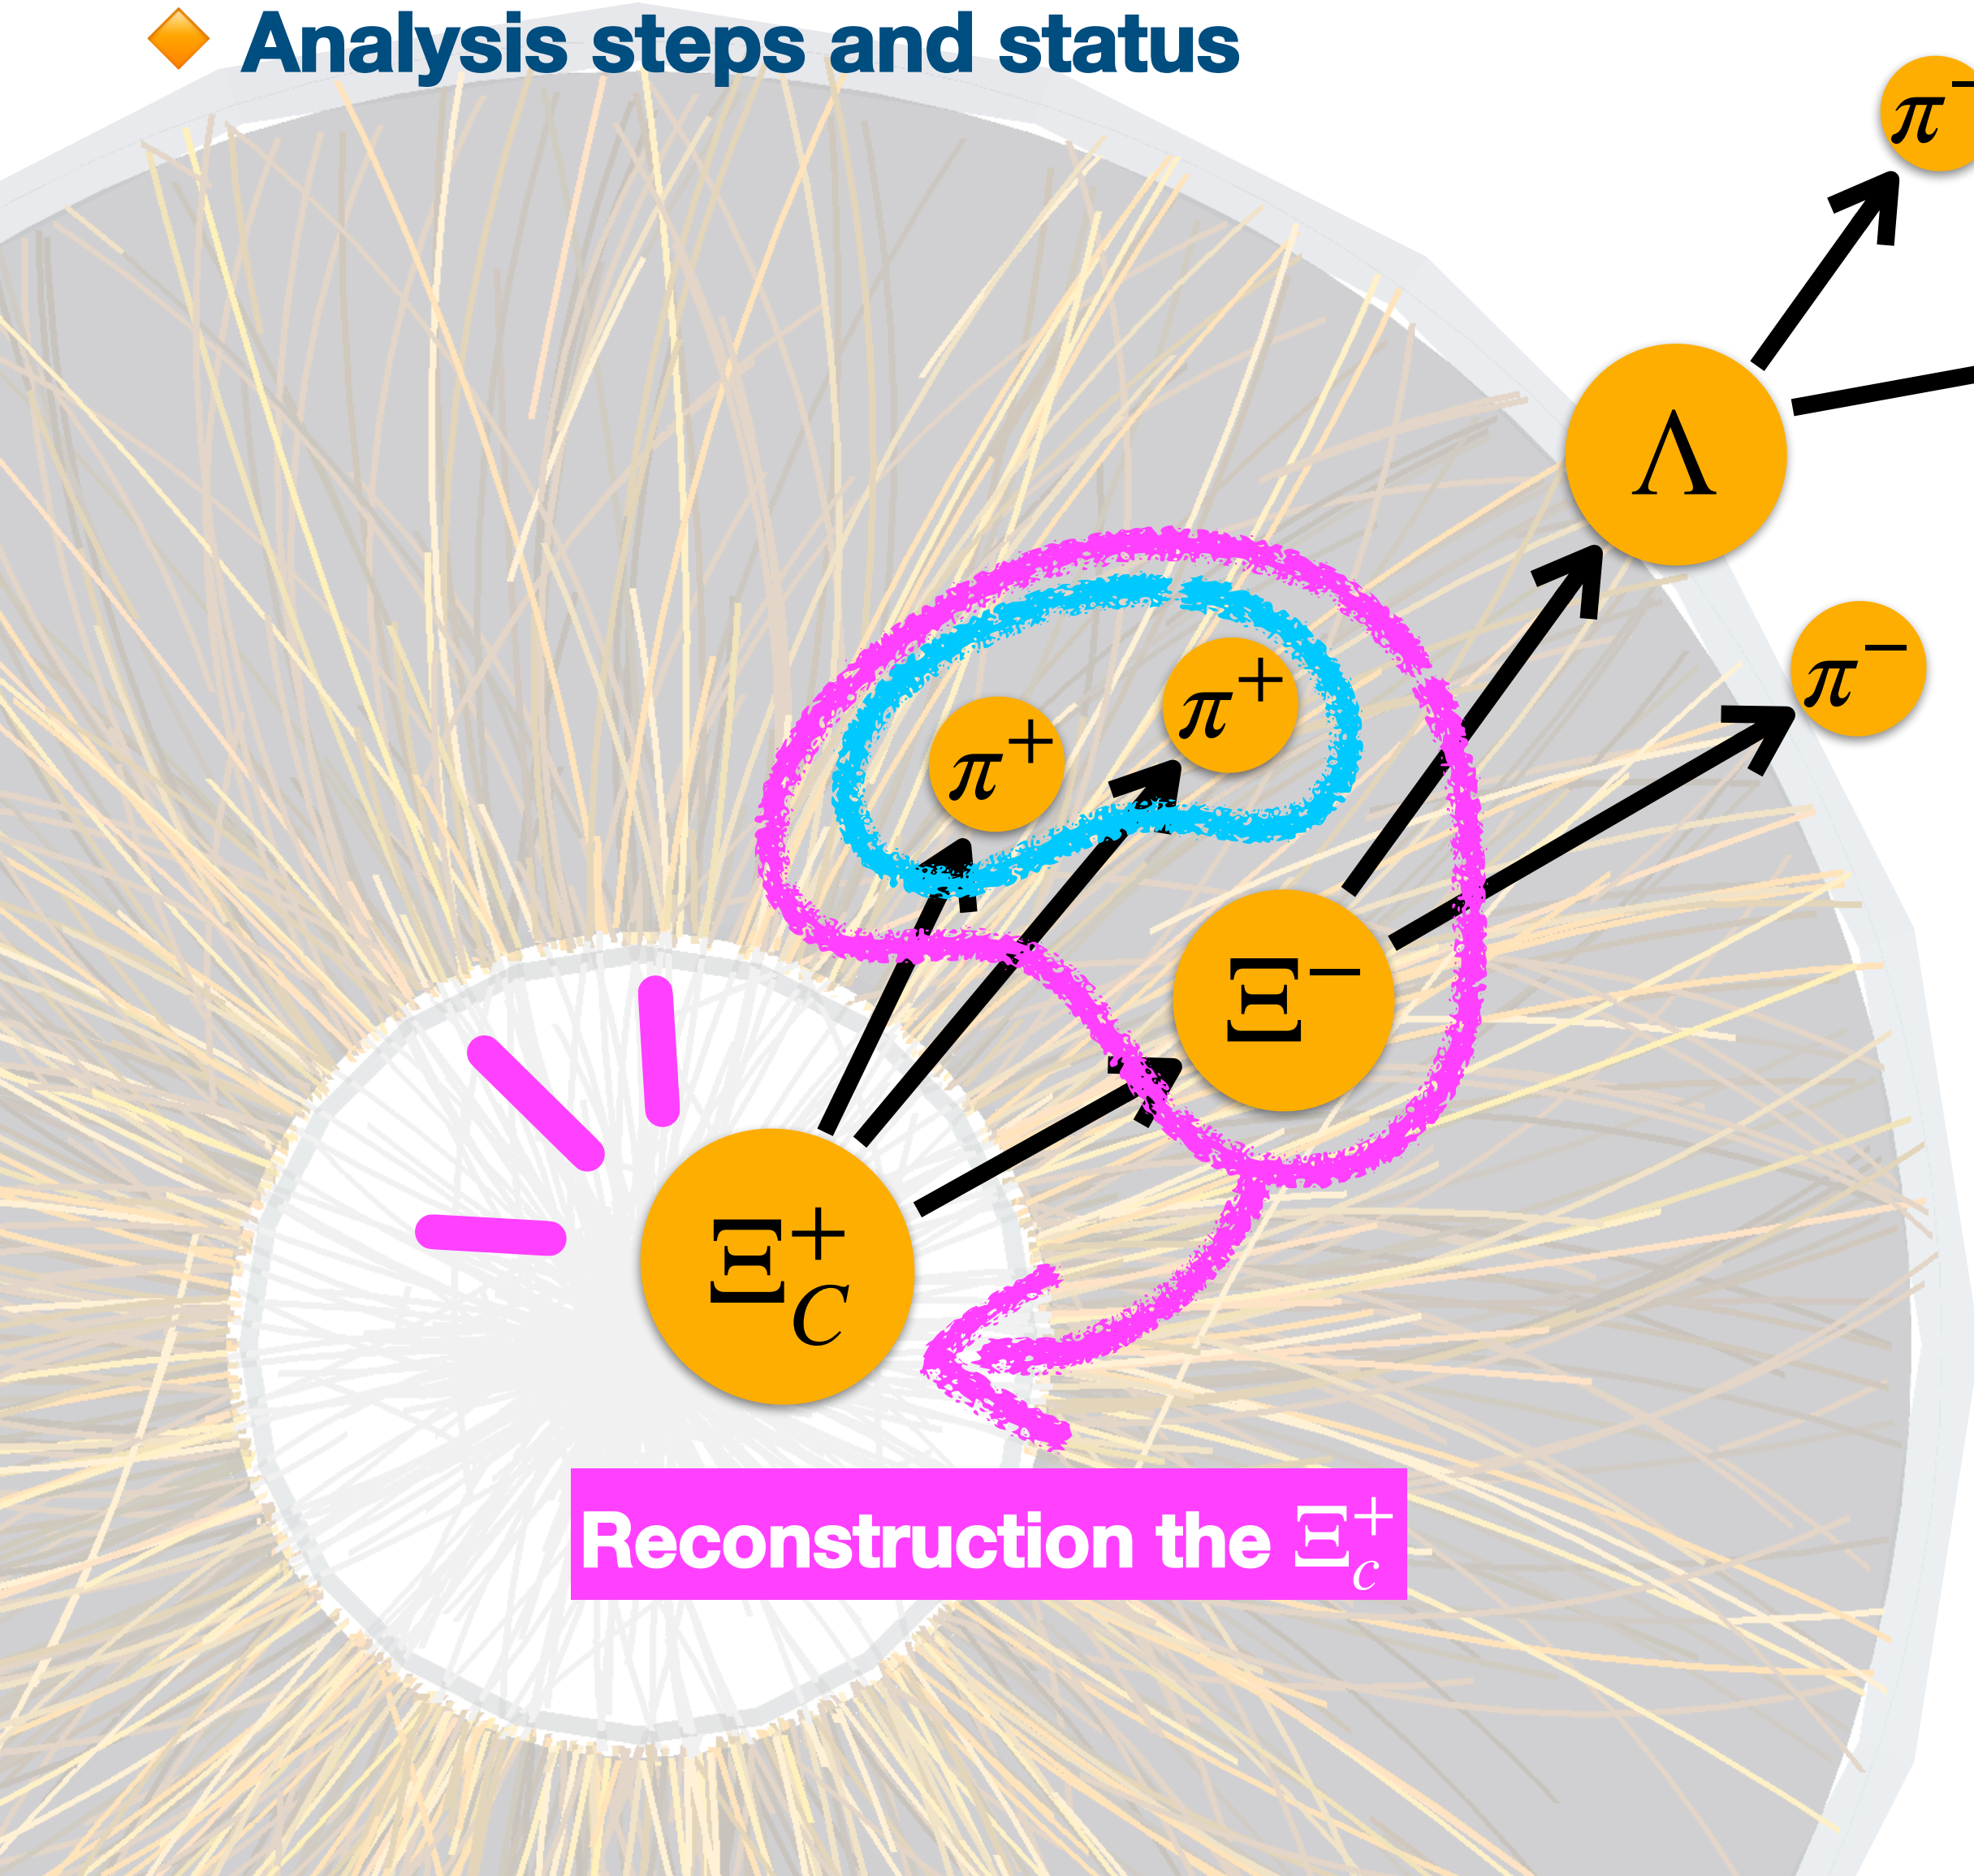 Analysis steps and status
π⁻
Λ
π⁻
π⁺
π⁺
Ξ⁻
Ξ_C⁺
Reconstruction the Ξ_c⁺